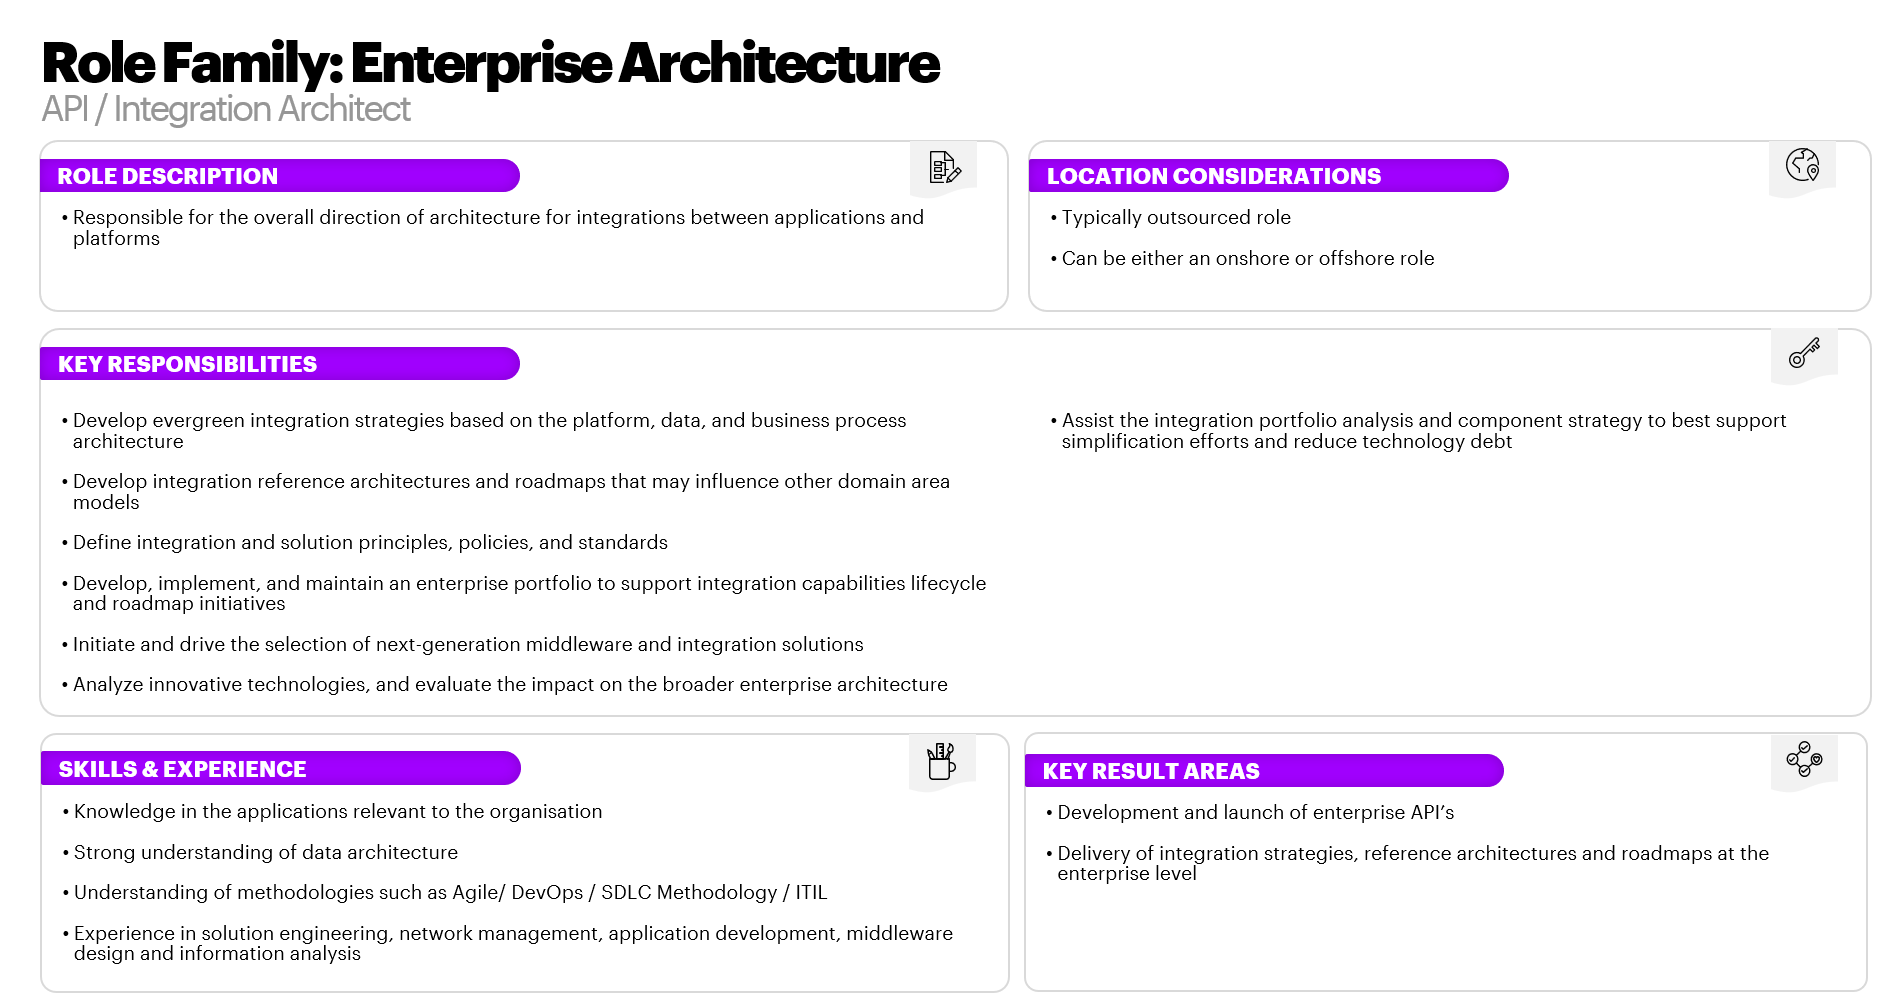 Role Family: Enterprise Architecture
API / Integration Architect
ROLE DESCRIPTION
• Responsible for the overall direction of architecture for integrations between applications and
platforms
LOCATION CONSIDERATIONS
• Typically outsourced role
• Can be either an onshore or offshore role
KEY RESPONSIBILITIES
• Develop evergreen integration strategies based on the platform, data, and business process
architecture
• Develop integration reference architectures and roadmaps that may influence other domain area
models
• Define integration and solution principles, policies, and standards
• Develop, implement, and maintain an enterprise portfolio to support integration capabilities lifecycle
and roadmap initiatives
• Initiate and drive the selection of next-generation middleware and integration solutions
• Analyze innovative technologies, and evaluate the impact on the broader enterprise architecture
• Assist the integration portfolio analysis and component strategy to best support
simplification efforts and reduce technology debt
SKILLS & EXPERIENCE
• Knowledge in the applications relevant to the organisation
• Strong understanding of data architecture
• Understanding of methodologies such as Agile/ DevOps / SDLC Methodology / ITIL
• Experience in solution engineering, network management, application development, middleware
design and information analysis
KEY RESULT AREAS
• Development and launch of enterprise API’s
• Delivery of integration strategies, reference architectures and roadmaps at the
enterprise level